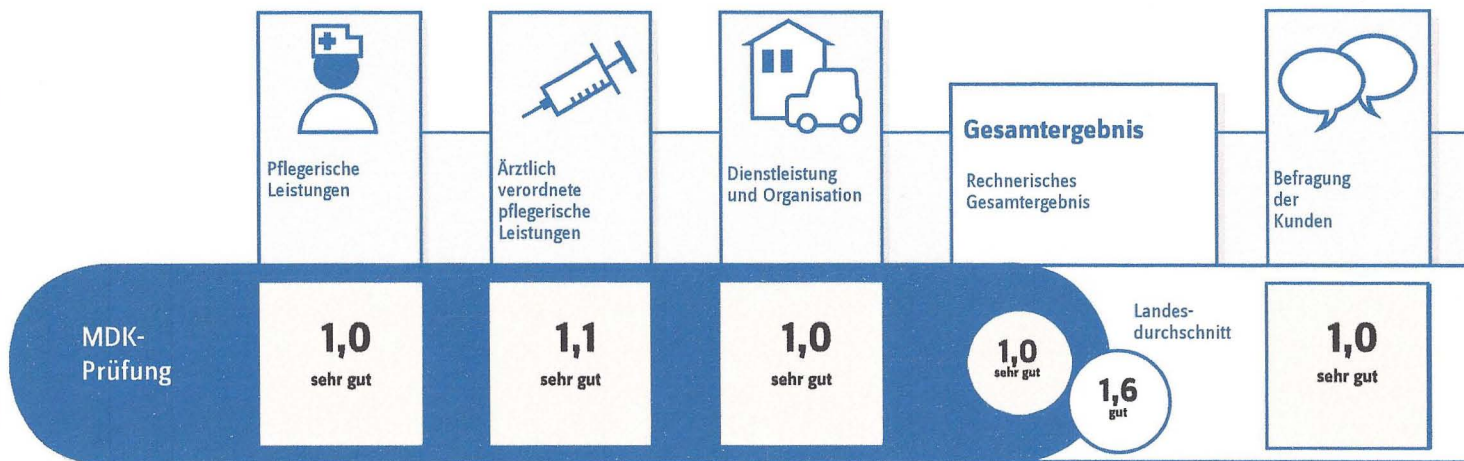 Pflegerische
Leistungen
Ärztlich
verordnete
pflegerische
Leistungen
Dienstleistung
und Organisation
Gesamtergebnis
Rechnerisches
Gesamtergebnis
Befragung
der
Kunden
MDK-
Prüfung
1,0
sehr gut
1,1
sehr gut
1,0
sehr gut
1,0
sehr gut
Landes-
durchschnitt
1,6
gut
1,0
sehr gut